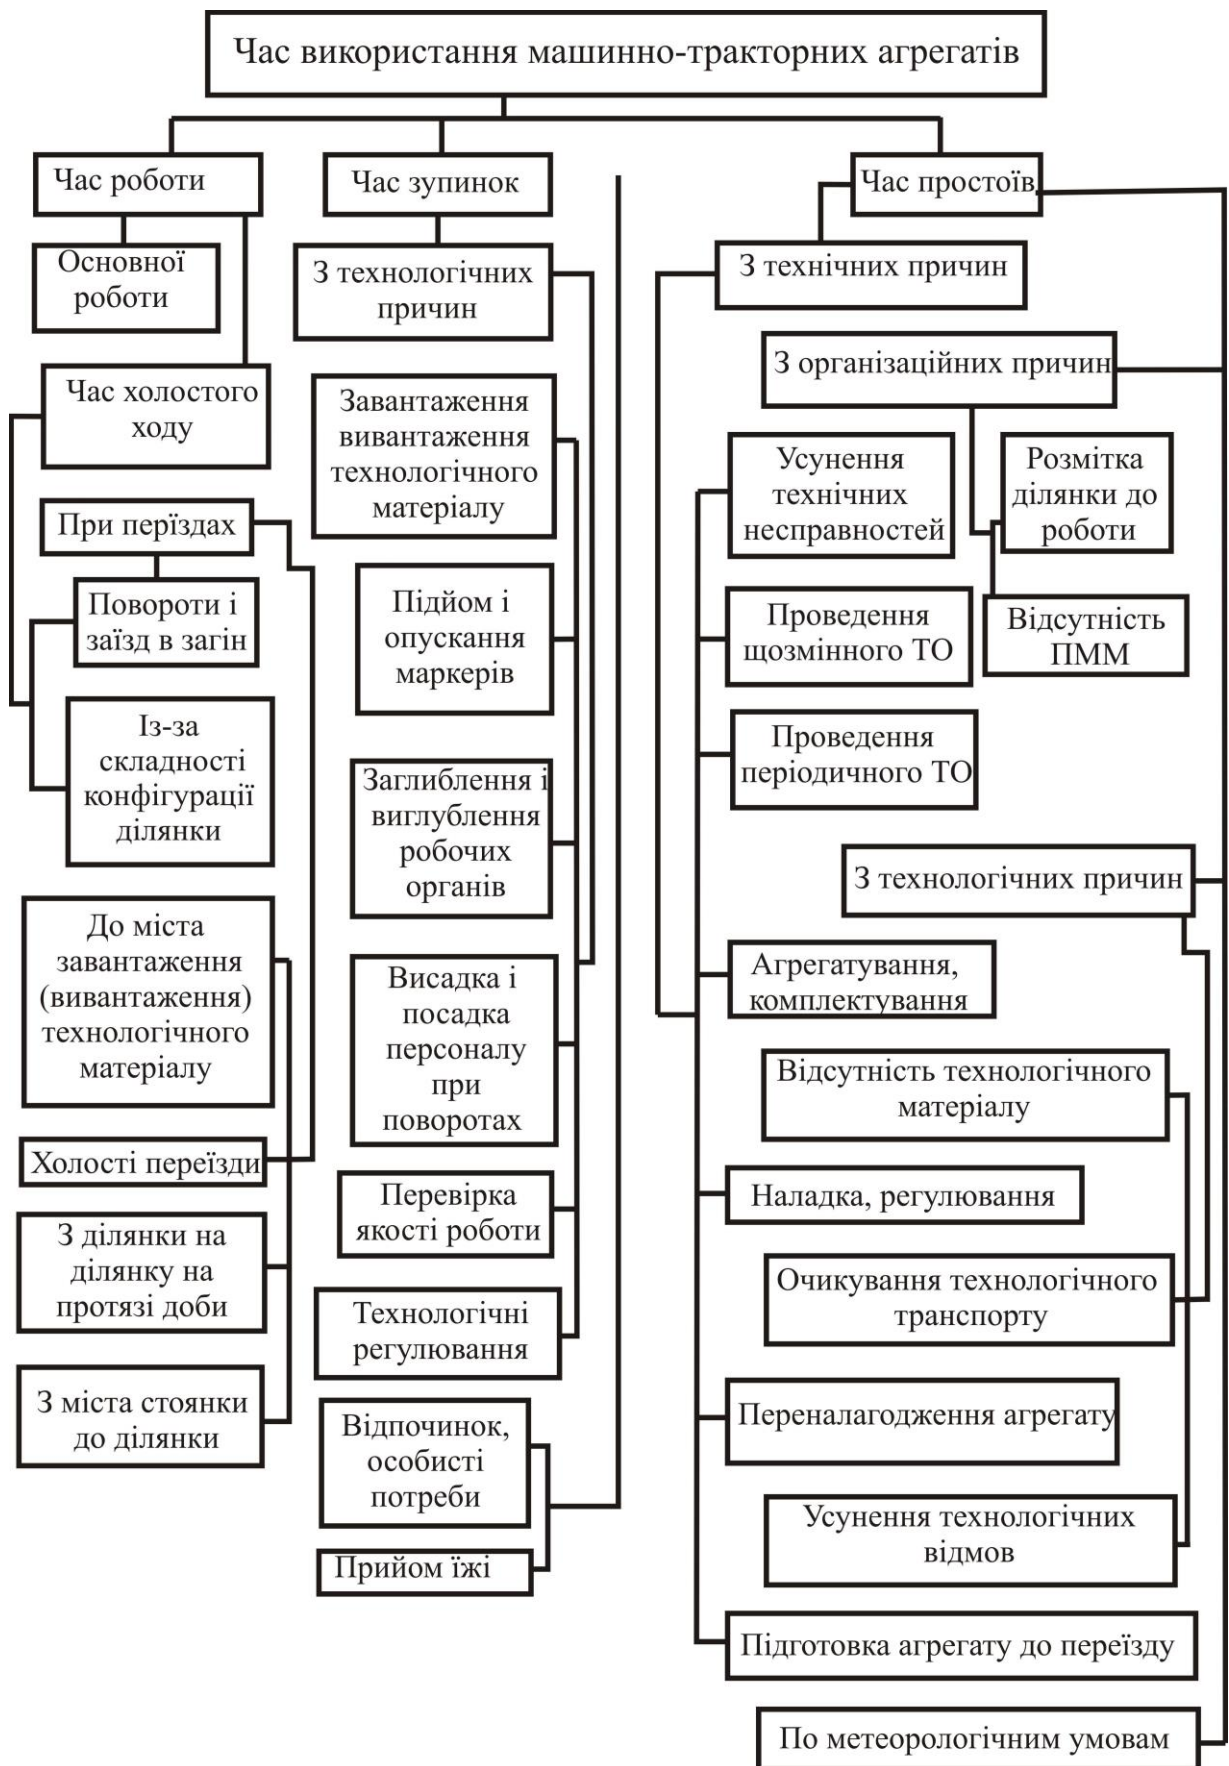 Час використання машинно-тракторних агрегатів
Час роботи
Час зупинок
Час простоїв
Основної
роботи
З технологічних
причин
З технічних причин
З організаційних причин
Час холостого
ходу
Завантаження
вивантаження
технологічного
матеріалу
Усунення
технічних
несправностей
Розмітка
ділянки до
роботи
При перїздах
Повороти і
заїзд в загін
Підйом і
опускання
маркерів
Проведення
щозмінного ТО
Відсутність
ПММ
Із-за
складності
конфігурації
ділянки
Заглиблення і
виглублення
робочих
органів
Проведення
періодичного ТО
З технологічних причин
До міста
завантаження
(вивантаження)
технологічного
матеріалу
Висадка і
посадка
персоналу
при
поворотах
Агрегатування,
комплектування
Відсутність технологічного
матеріалу
Холості переїзди
Перевірка
якості роботи
Наладка, регулювання
З ділянки на
ділянку на
протязі доби
Технологічні
регулювання
Очикування технологічного
транспорту
З міста стоянки
до ділянки
Відпочинок,
особисті
потреби
Переналагодження агрегату
Прийом їжі
Усунення технологічних
відмов
Підготовка агрегату до переїзду
По метеорологічним умовам